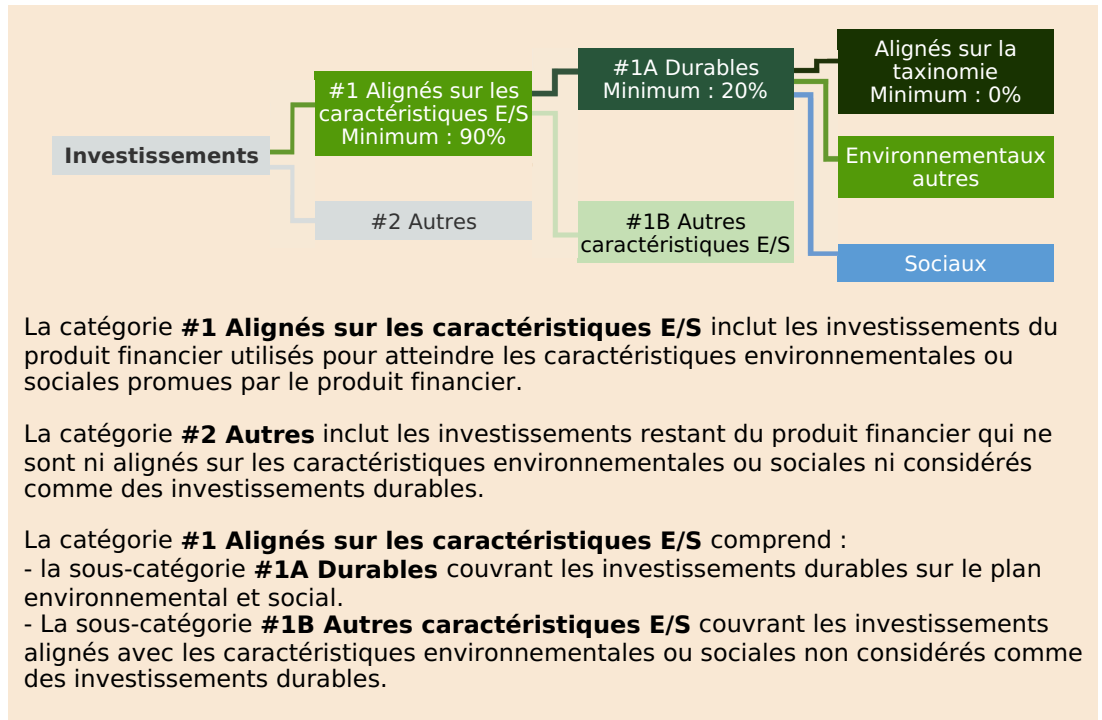 Investissements
#1 Alignés sur les
caractéristiques E/S
Minimum : 90%
#2 Autres
#1A Durables
Minimum : 20%
#1B Autres
caractéristiques E/S
Alignés sur la
taxinomie
Minimum : 0%
Environnementaux
autres
Sociaux
La catégorie #1 Alignés sur les caractéristiques E/S inclut les investissements du
produit financier utilisés pour atteindre les caractéristiques environnementales ou
sociales promues par le produit financier.
La catégorie #2 Autres inclut les investissements restant du produit financier qui ne
sont ni alignés sur les caractéristiques environnementales ou sociales ni considérés
comme des investissements durables.
La catégorie #1 Alignés sur les caractéristiques E/S comprend :
- la sous-catégorie #1A Durables couvrant les investissements durables sur le plan
environnemental et social.
- La sous-catégorie #1B Autres caractéristiques E/S couvrant les investissements
alignés avec les caractéristiques environnementales ou sociales non considérés comme
des investissements durables.